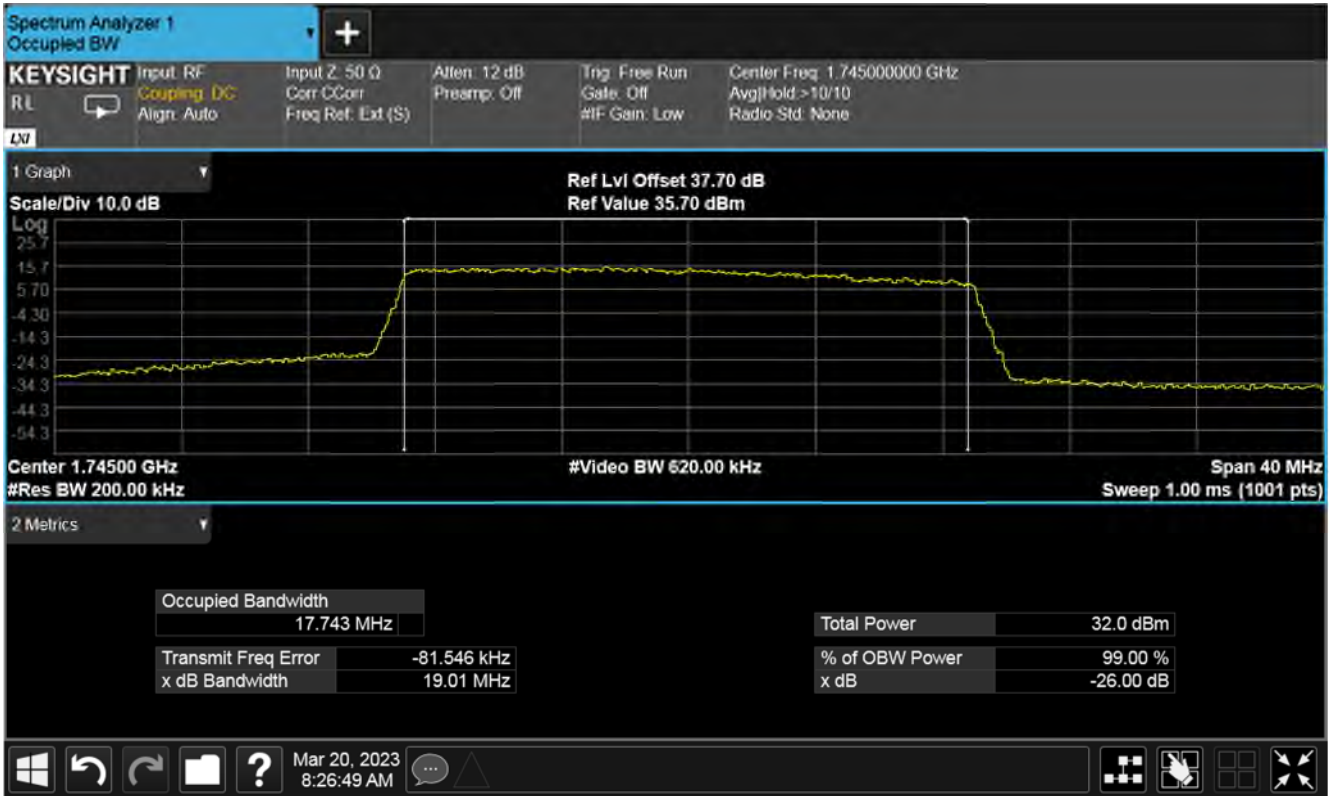 Spectrum Analyzer 1
Occupied BW
+
KEYSIGHT
RL
LXI
Input: RF
Coupling: DC
Align: Auto
Input Z: 50 Ω
Corr CCorr
Freq Ref: Ext (S)
Atten: 12 dB
Preamp: Off
Trig: Free Run
Gate: Off
#IF Gain: Low
Center Freq: 1.745000000 GHz
Avg|Hold:>10/10
Radio Std: None
1 Graph
Scale/Div 10.0 dB
Ref Lvl Offset 37.70 dB
Ref Value 35.70 dBm
Log
25.7
15.7
5.70
-4.30
-14.3
-24.3
-34.3
-44.3
-54.3
Center 1.74500 GHz
#Video BW 620.00 kHz
Span 40 MHz
#Res BW 200.00 kHz
Sweep 1.00 ms (1001 pts)
2 Metrics
Occupied Bandwidth
17.743 MHz
Total Power 32.0 dBm
Transmit Freq Error -81.546 kHz
% of OBW Power 99.00 %
x dB Bandwidth 19.01 MHz
x dB -26.00 dB
?
Mar 20, 2023
8:26:49 AM